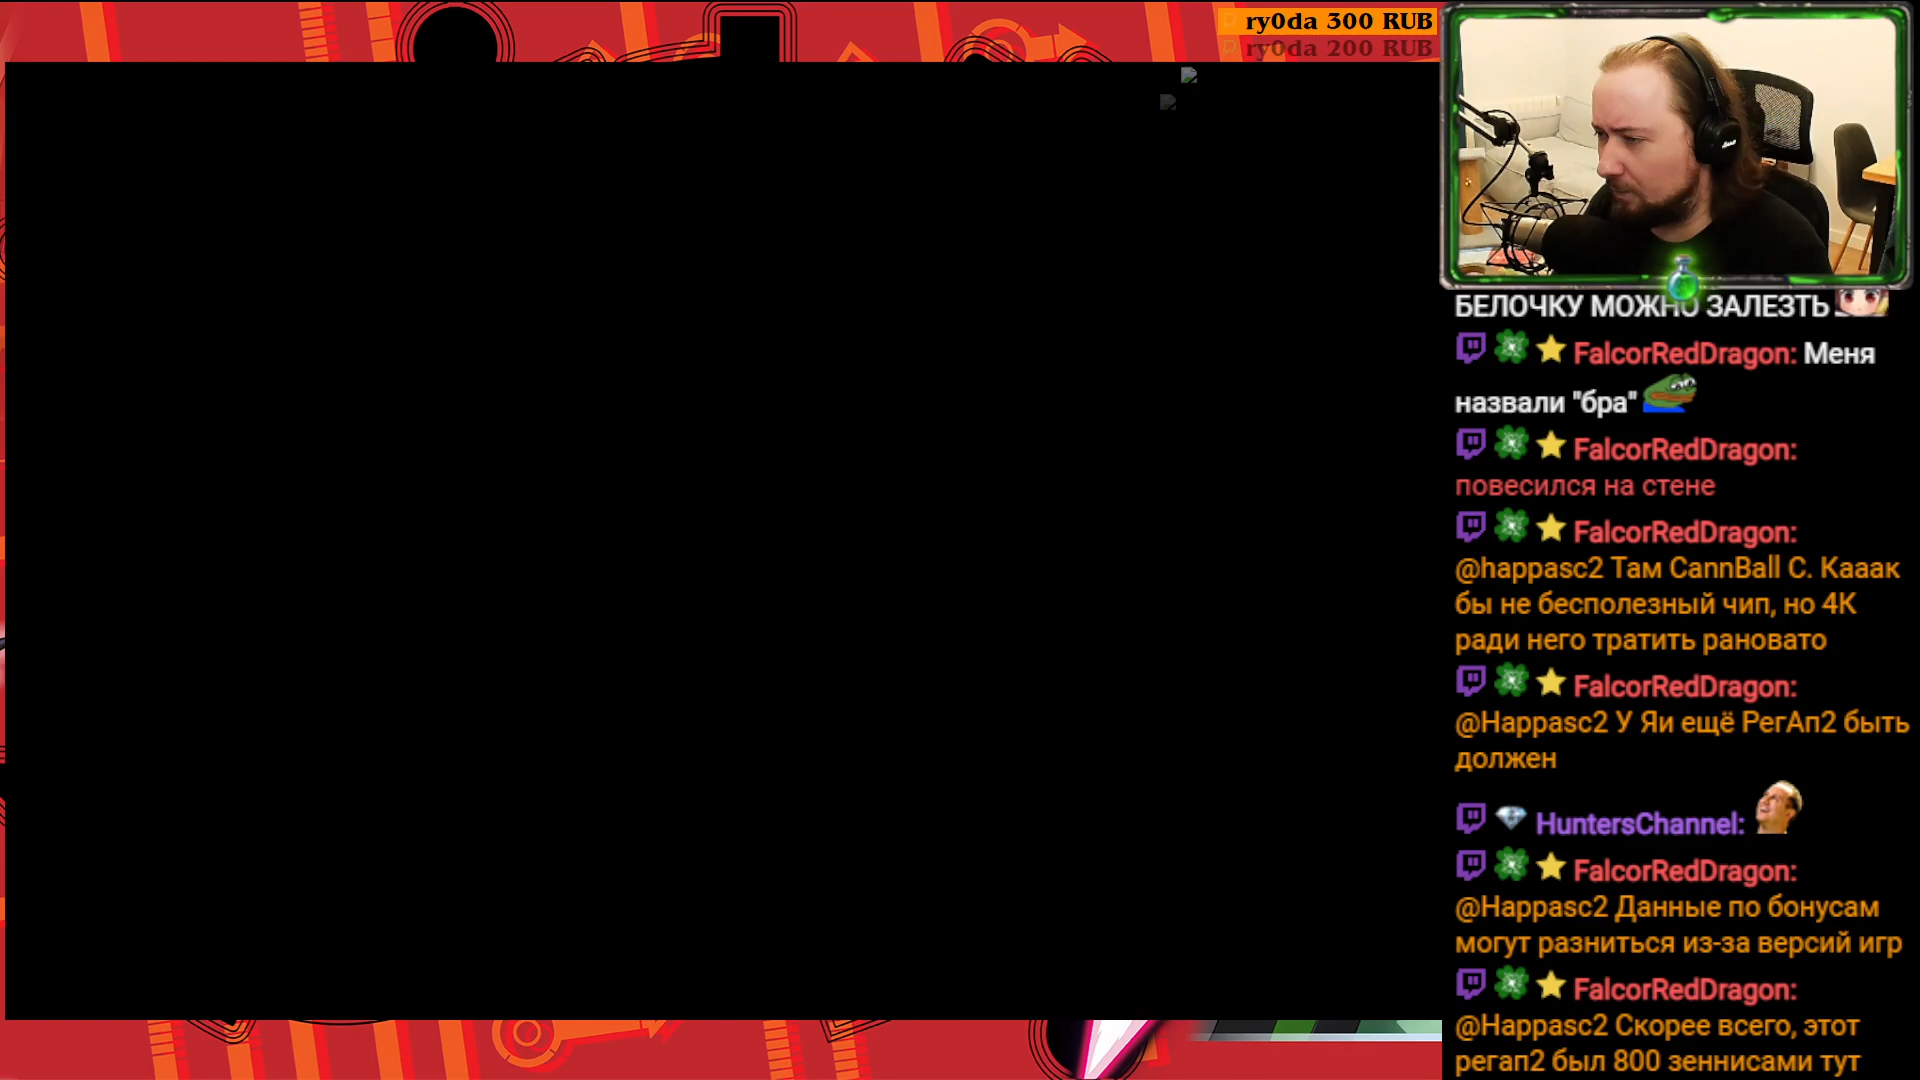 ry0da 300 RUB
ry0da 200 RUB
БЕЛОЧКУ МОЖНО ЗАЛЕЗТЬ
FalcorRedDragon: Меня
назвали "бра"
FalcorRedDragon:
повесился на стене
FalcorRedDragon:
@happasc2 Там CannBall C. Кааак
бы не бесполезный чип, но 4К
ради него тратить рановато
FalcorRedDragon:
@Happasc2 У Яи ещё РегАп2 быть
должен
HuntersChannel:
FalcorRedDragon:
@Happasc2 Данные по бонусам
могут разниться из-за версий игр
FalcorRedDragon:
@Happasc2 Скорее всего, этот
регап2 был 800 зеннисами тут